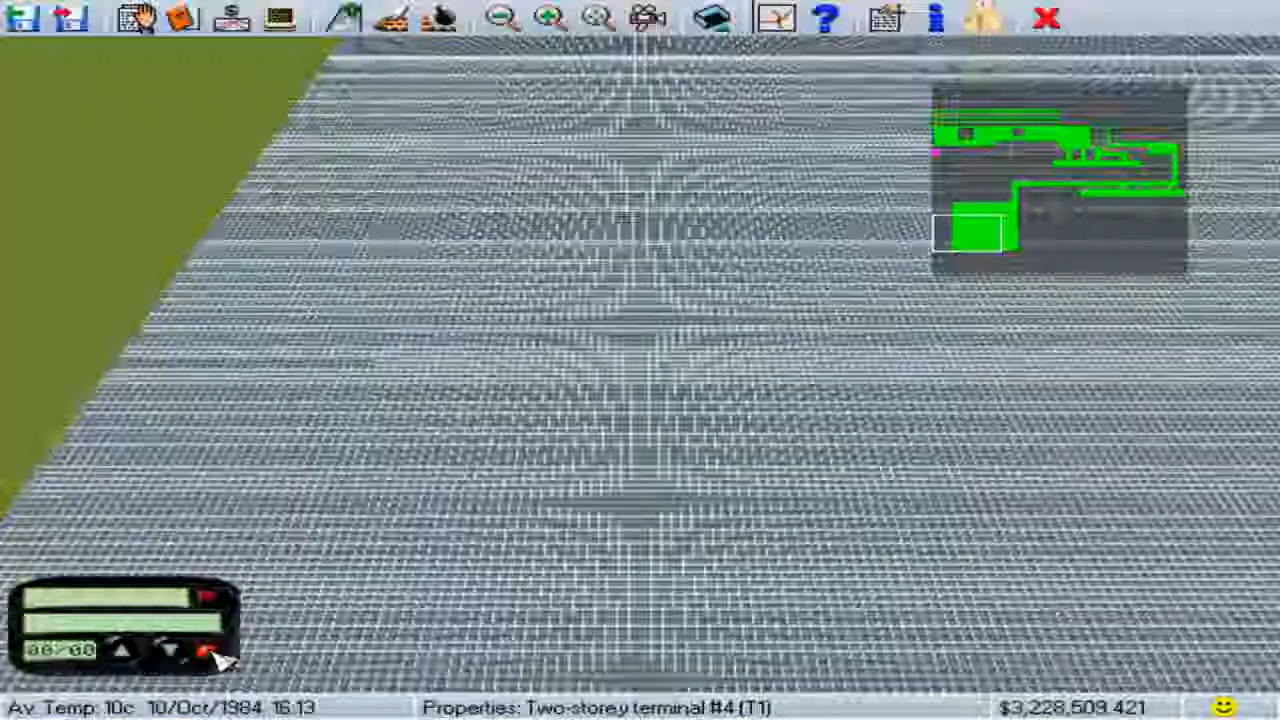 Av. Temp: 10c 10/Oct/1984 16:13
Properties: Two-storey terminal #4 (T1)
$3,228,509,421